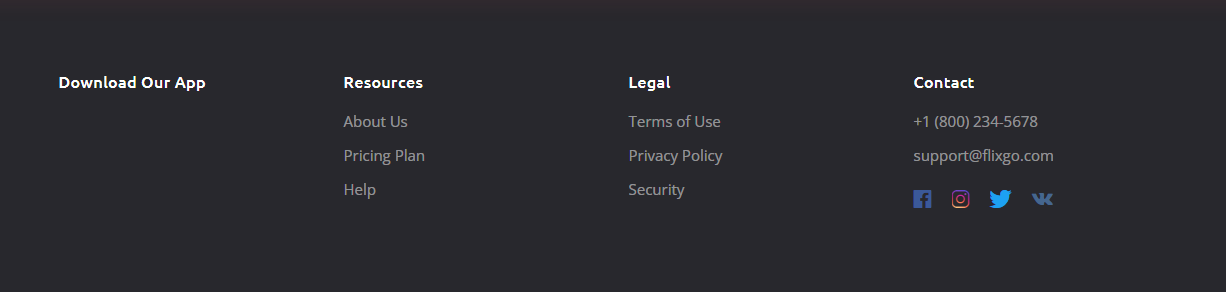 Download Our App
Resources
About Us
Pricing Plan
Help
Legal
Terms of Use
Privacy Policy
Security
Contact
+1 (800) 234-5678
support@flixgo.com